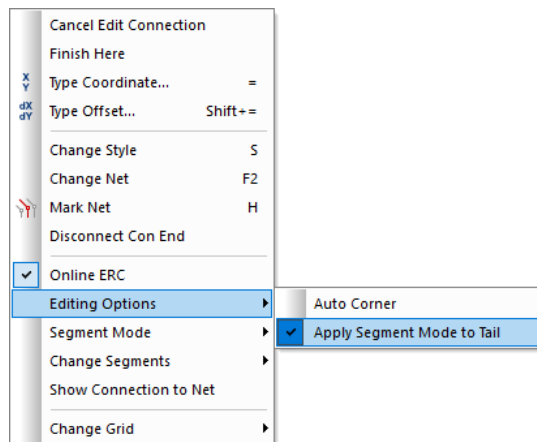 Cancel Edit Connection
Finish Here
X Y Type Coordinate... =
dX dY Type Offset... Shift+=
Change Style S
Change Net F2
Mark Net H
Disconnect Con End
Online ERC
Editing Options
Auto Corner
Segment Mode
Apply Segment Mode to Tail
Change Segments
Show Connection to Net
Change Grid